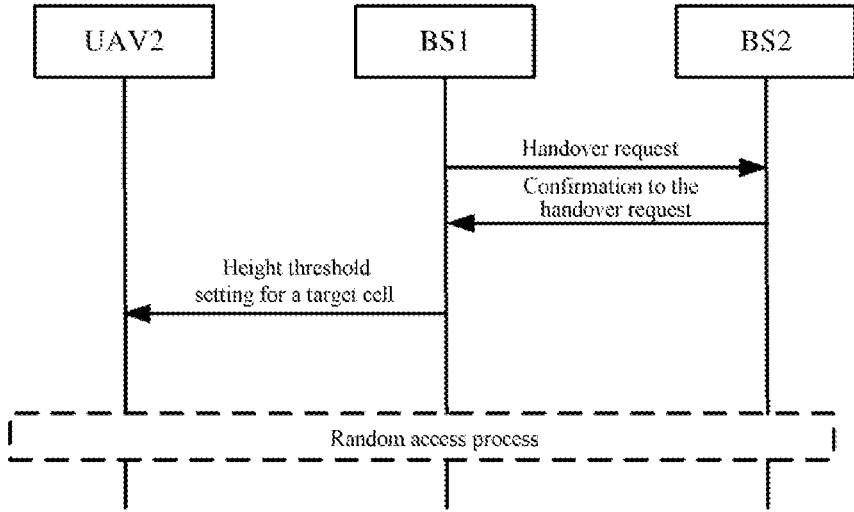 UAV2
BS1
BS2
Handover request
Confirmation to the
handover request
Height threshold
setting for a target cell
Random access process